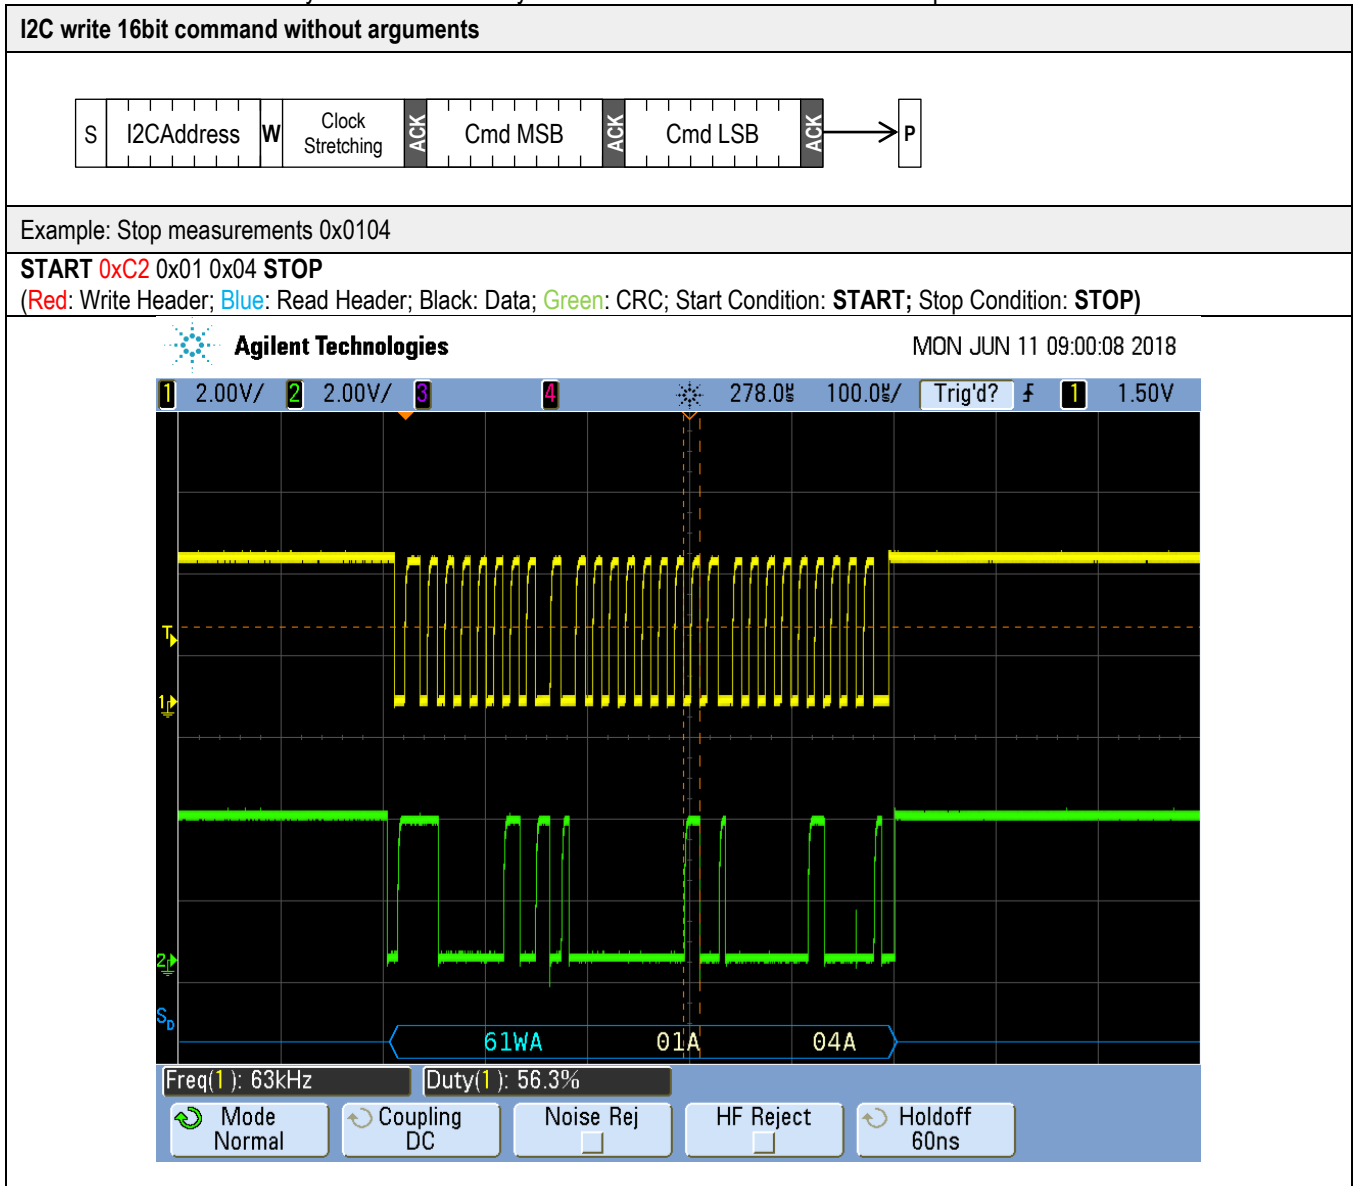 I2C write 16bit command without arguments
S I2CAddress W Clock Stretching ACK Cmd MSB ACK Cmd LSB ACK P
Example: Stop measurements 0x0104
START 0xC2 0x01 0x04 STOP
(Red: Write Header; Blue: Read Header; Black: Data; Green: CRC; Start Condition: START; Stop Condition: STOP)
Agilent Technologies MON JUN 11 09:00:08 2018
1 2.00V/ 2 2.00V/ 3 4 278.0us 100.0us/ Trig'd? 1 1.50V
T
1
2
SD
61WA 01A 04A
Freq(1): 63kHz Duty(1): 56.3%
Mode Coupling Noise Rej HF Reject Holdoff
Normal DC 60ns